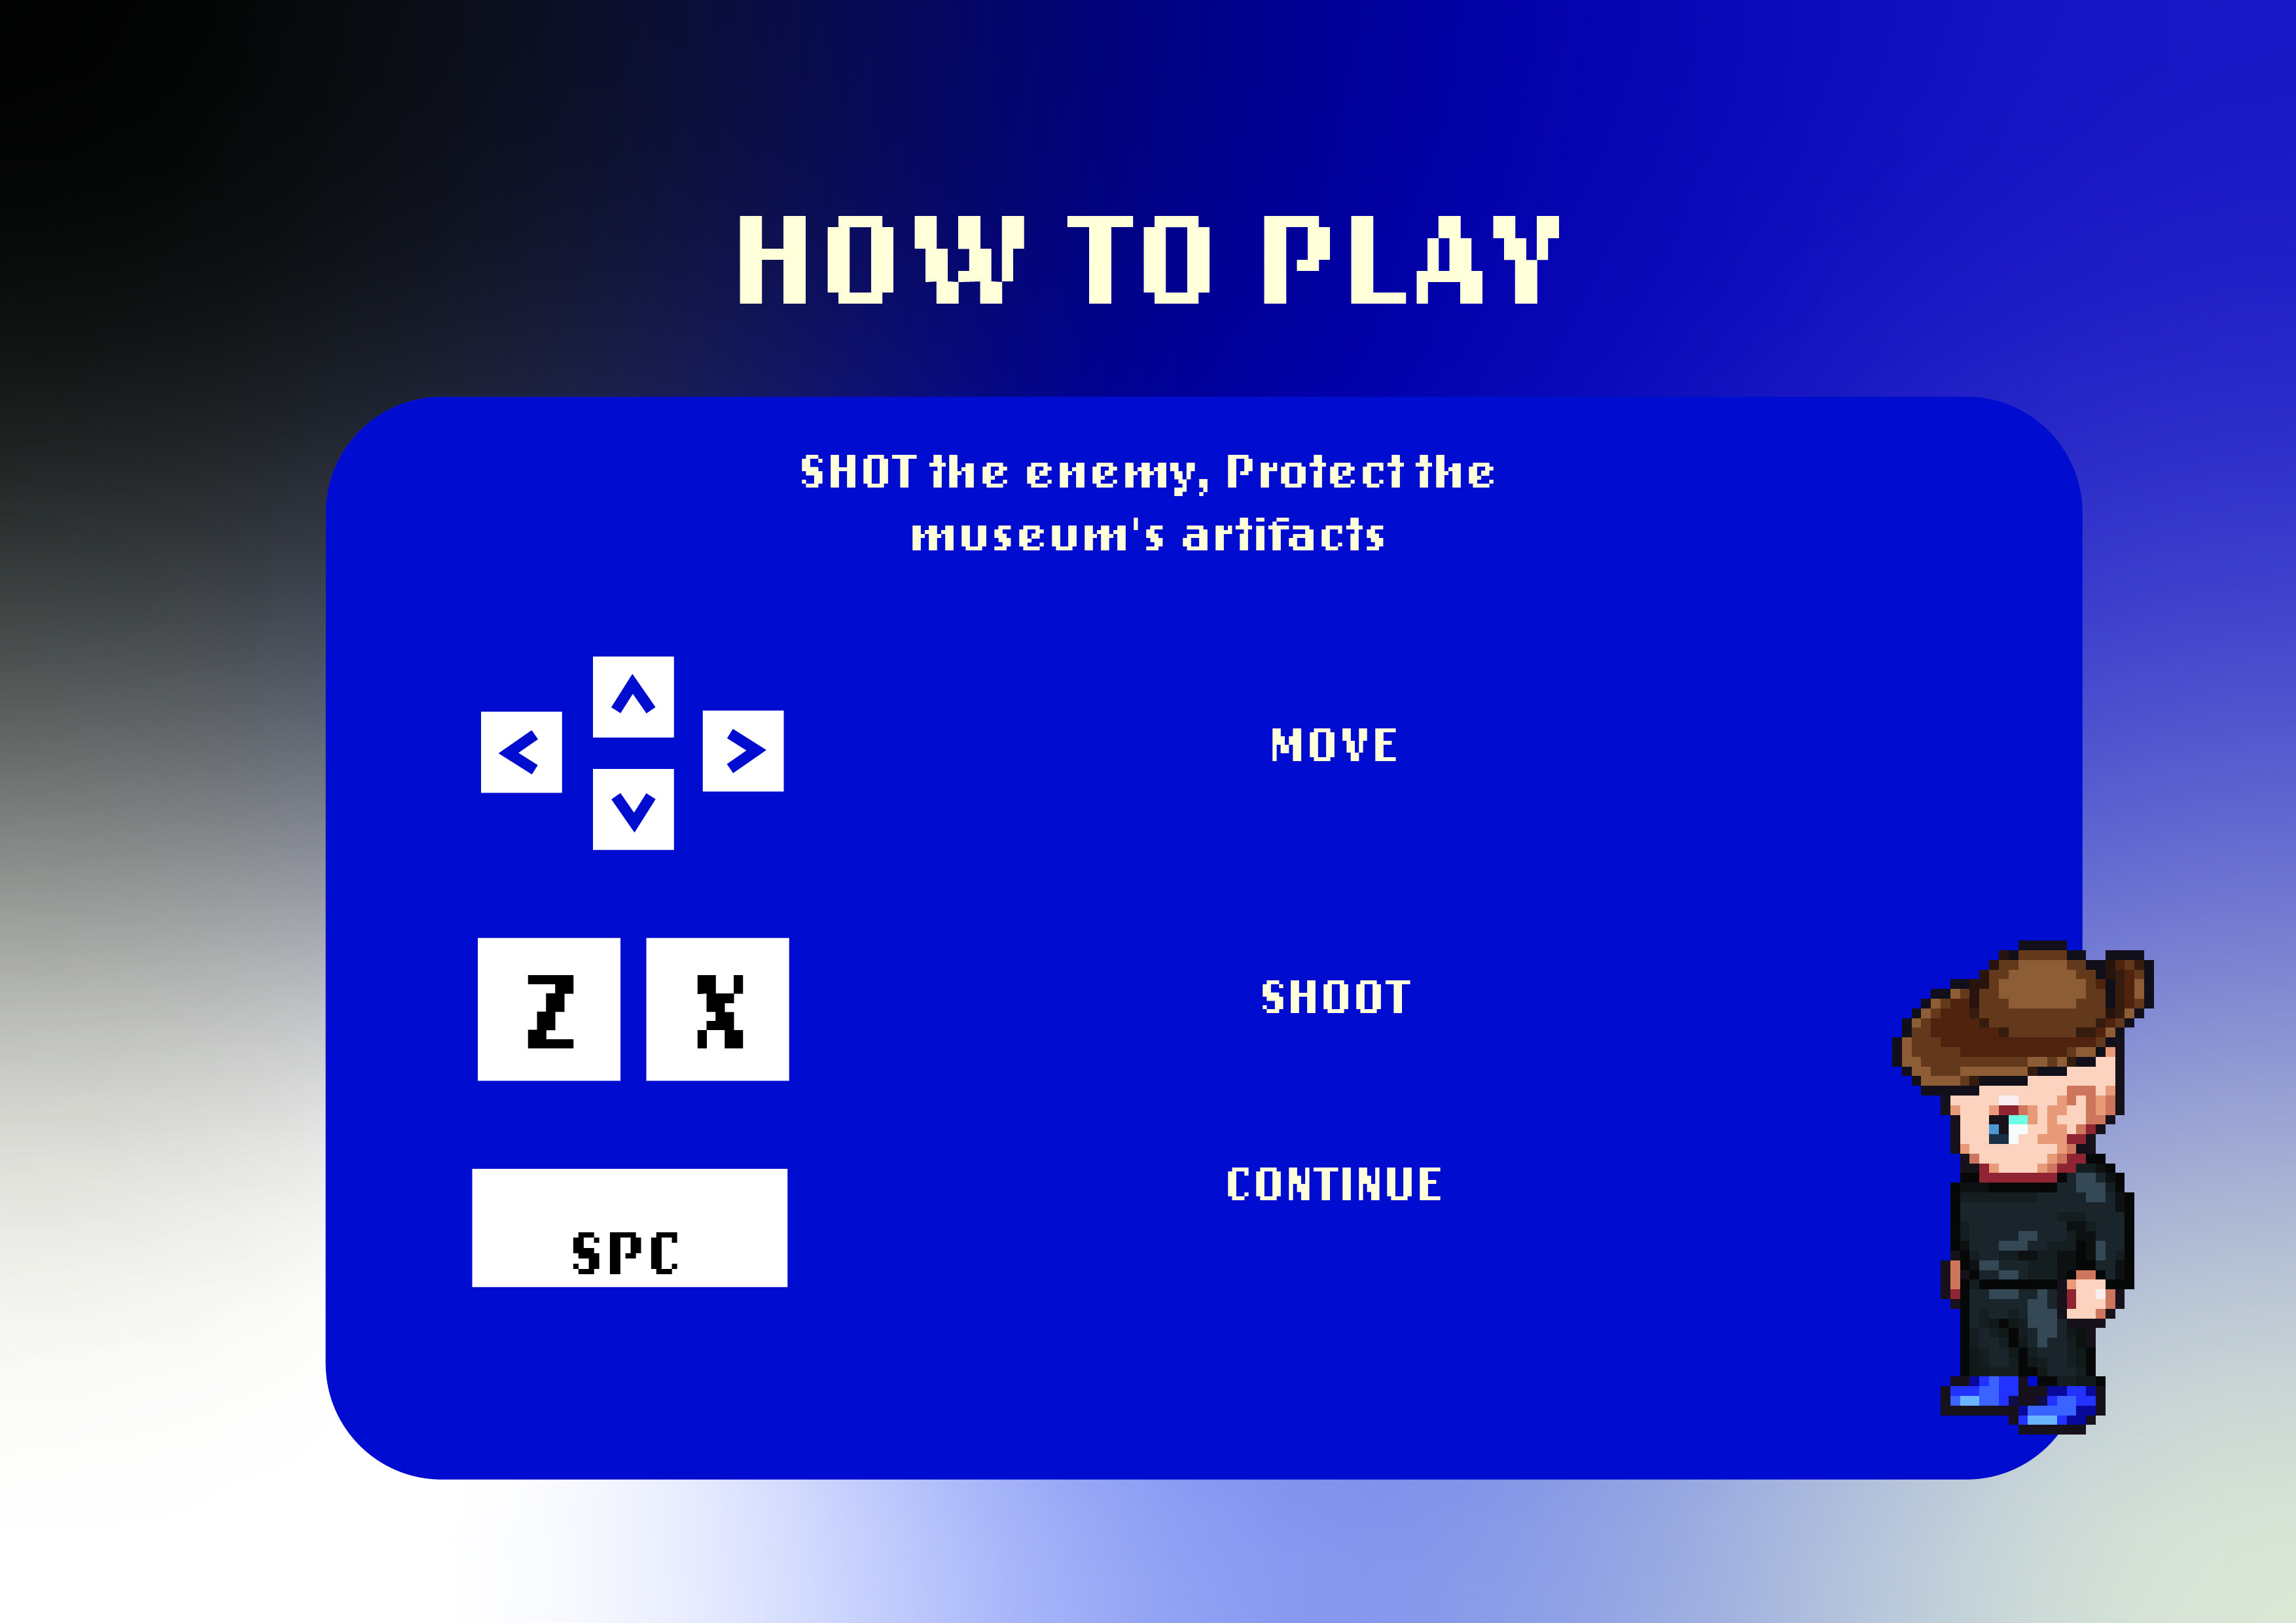 HOW TO PLAY
SHOT the enemy, Protect the
museum's artifacts
MOVE
Z X
SHOOT
CONTINUE
SPC